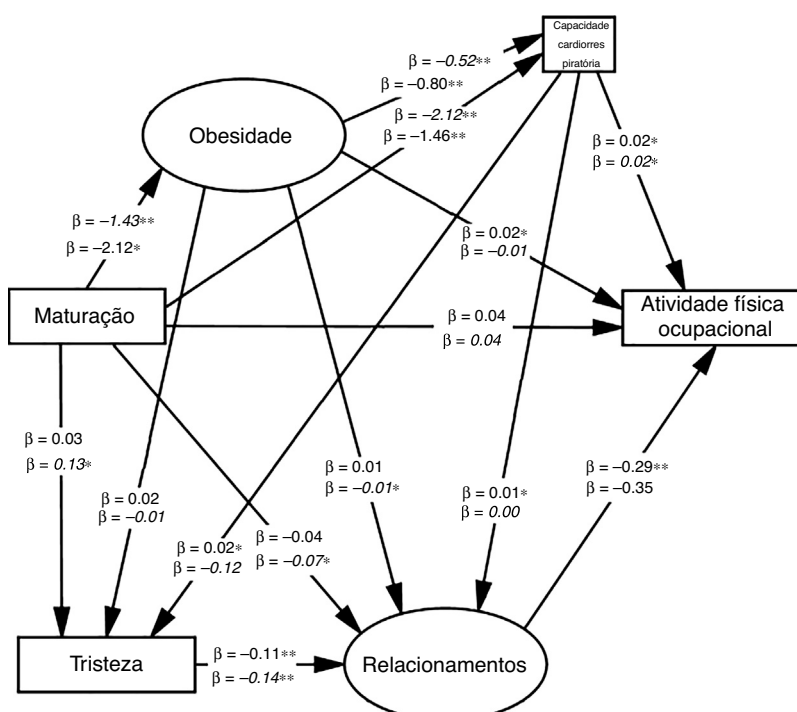 Capacidade
cardiorres
piratória
β = –0.52**
β = –0.80**
β = –2.12**
β = –1.46**
Obesidade
β = 0.02*
β = 0.02*
β = –1.43**
β = –2.12*
β = 0.02*
β = –0.01
Maturação
β = 0.04
β = 0.04
Atividade física
ocupacional
β = 0.03
β = 0.13*
β = 0.02
β = –0.01
β = 0.01
β = –0.01*
β = 0.01*
β = 0.00
β = –0.29**
β = –0.35
β = 0.02*
β = –0.12
β = –0.04
β = –0.07*
Tristeza
β = –0.11**
β = –0.14**
Relacionamentos